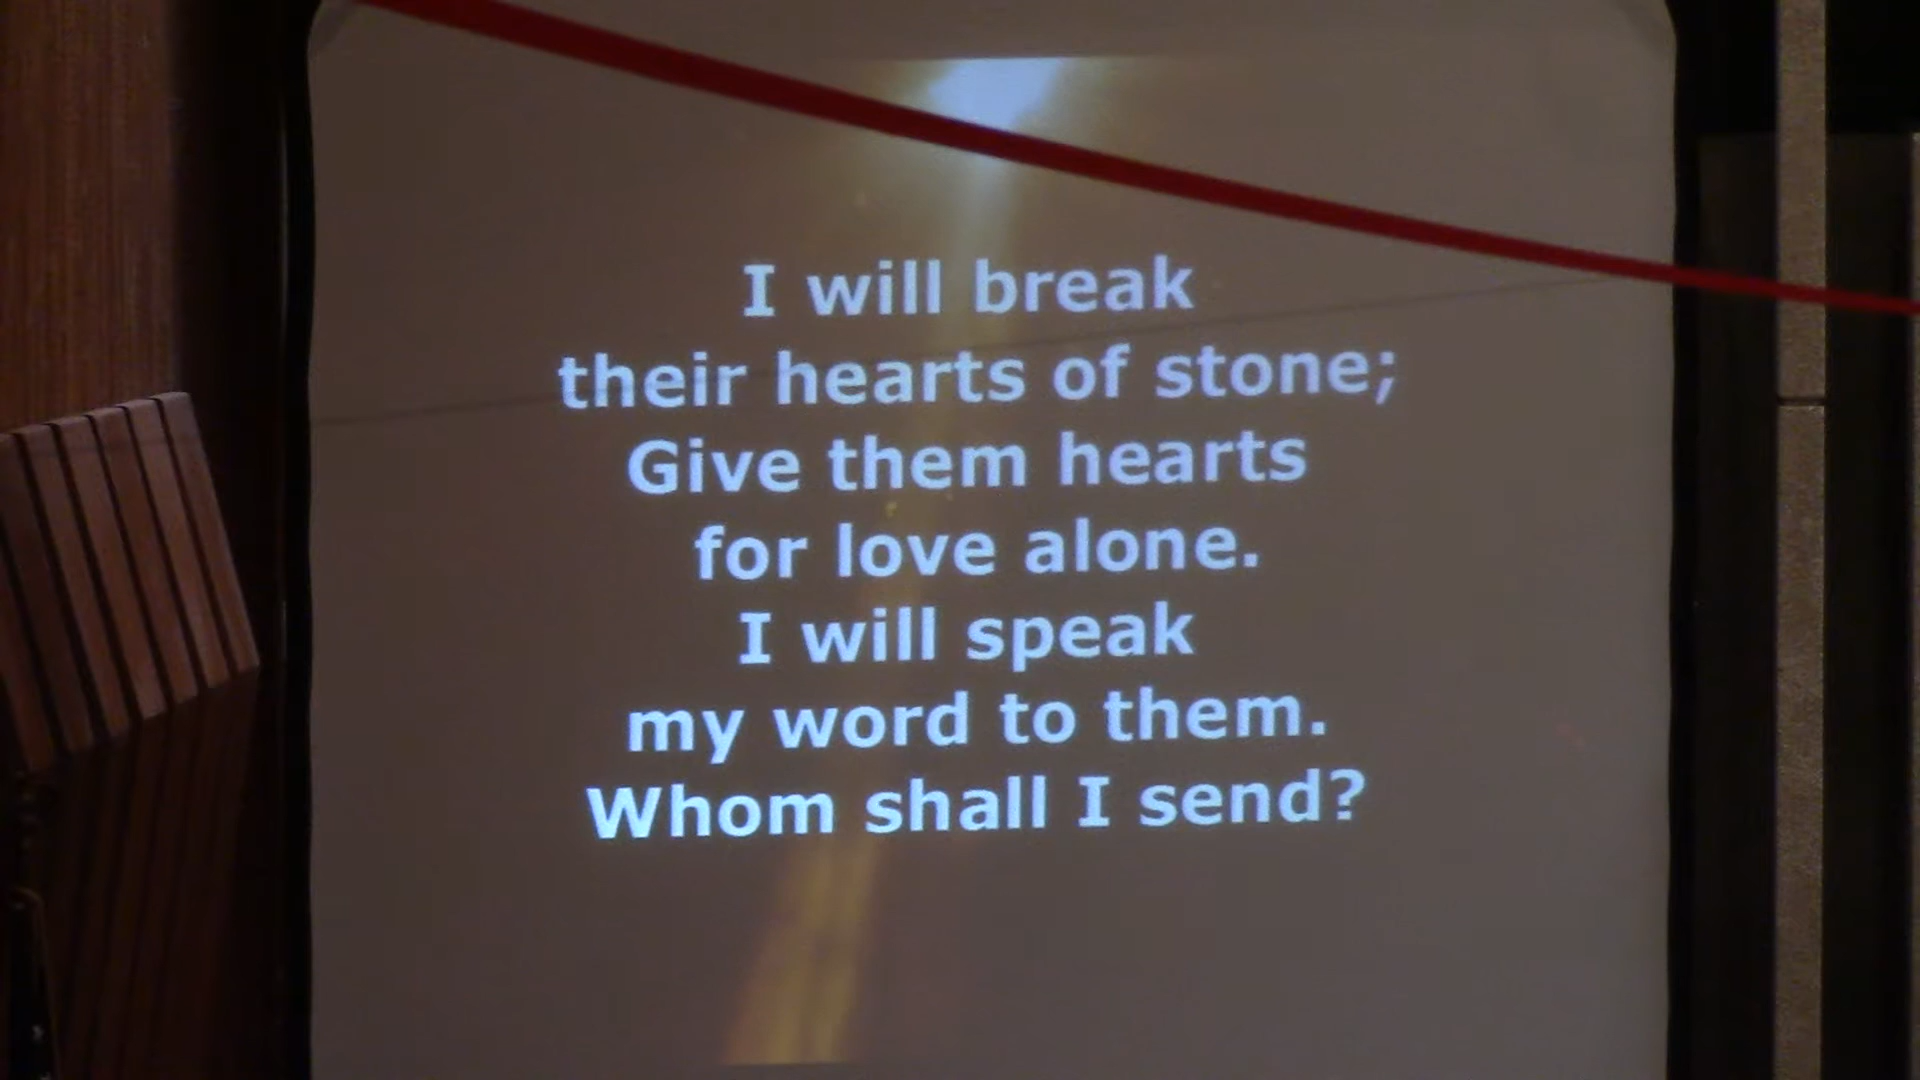 I will break
their hearts of stone;
Give them hearts
for love alone.
I will speak
my word to them.
Whom shall I send?